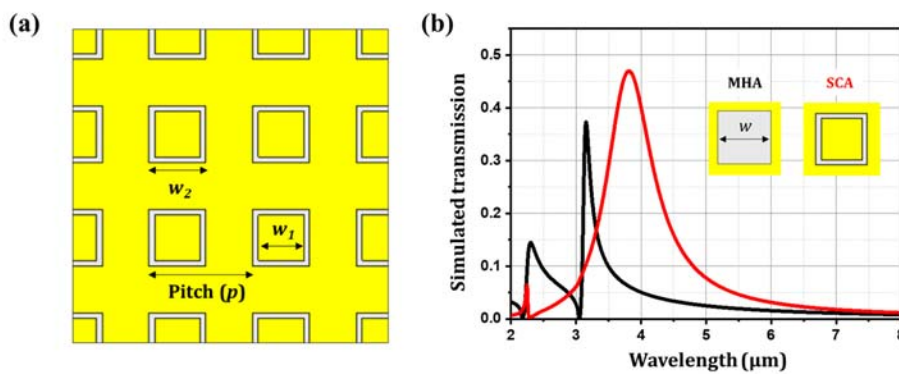 (a)
w2
w1
Pitch (p)
(b)
0.5
0.4
0.3
0.2
0.1
0.0
Simulated transmission
MHA
SCA
w
2 3 4 5 6 7 8
Wavelength (μm)